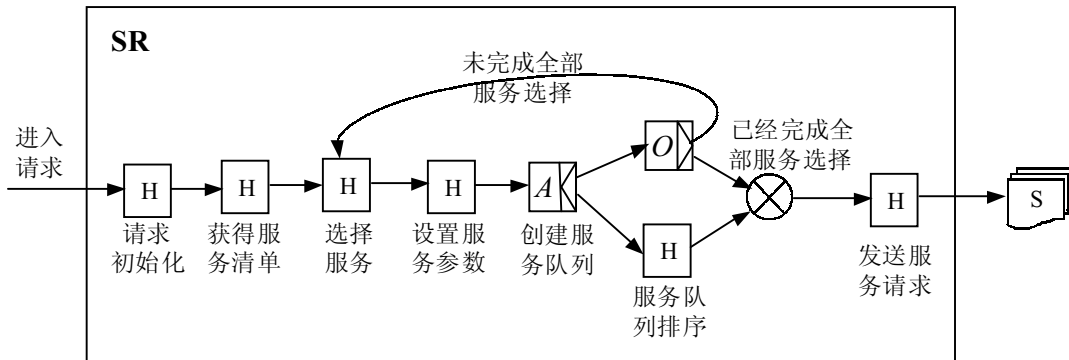 SR
未完成全部
服务选择
进入
请求
已经完成全
部服务选择
O
H
H
H
H
A
H
S
请求
初始化
获得服
务清单
选择
服务
设置服
务参数
创建服
务队列
H
发送服
务请求
服务队
列排序